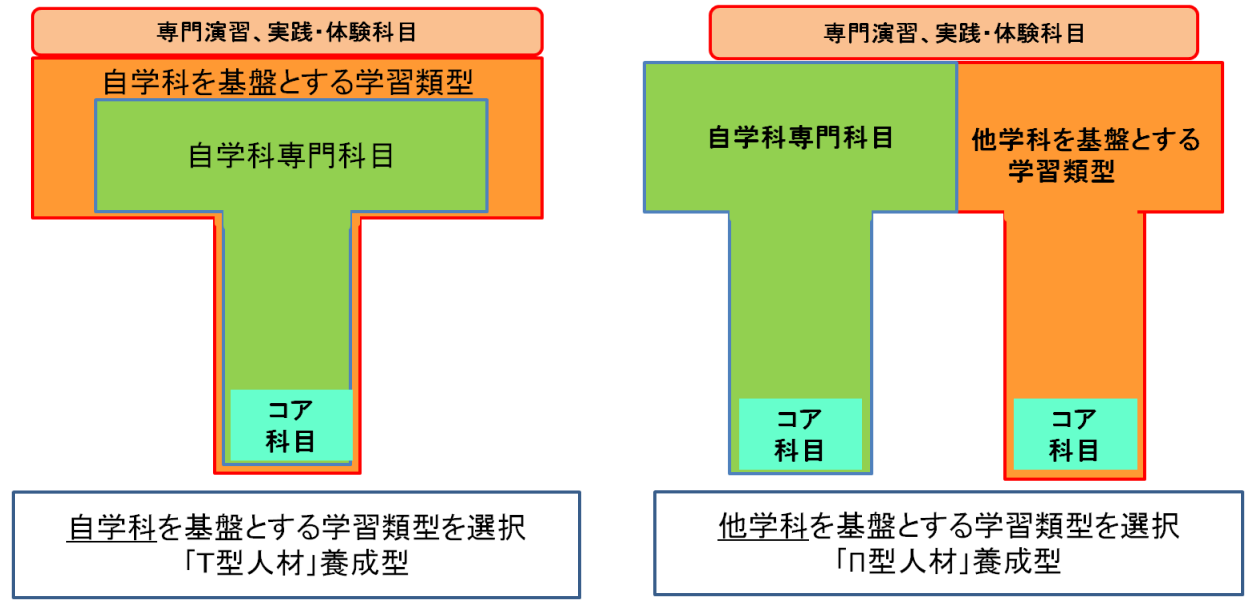 専門演習、実践・体験科目
自学科を基盤とする学習類型
自学科専門科目
コア
科目
自学科を基盤とする学習類型を選択
「T型人材」養成型
専門演習、実践・体験科目
自学科専門科目
他学科を基盤とする
学習類型
コア
科目
コア
科目
他学科を基盤とする学習類型を選択
「Π型人材」養成型